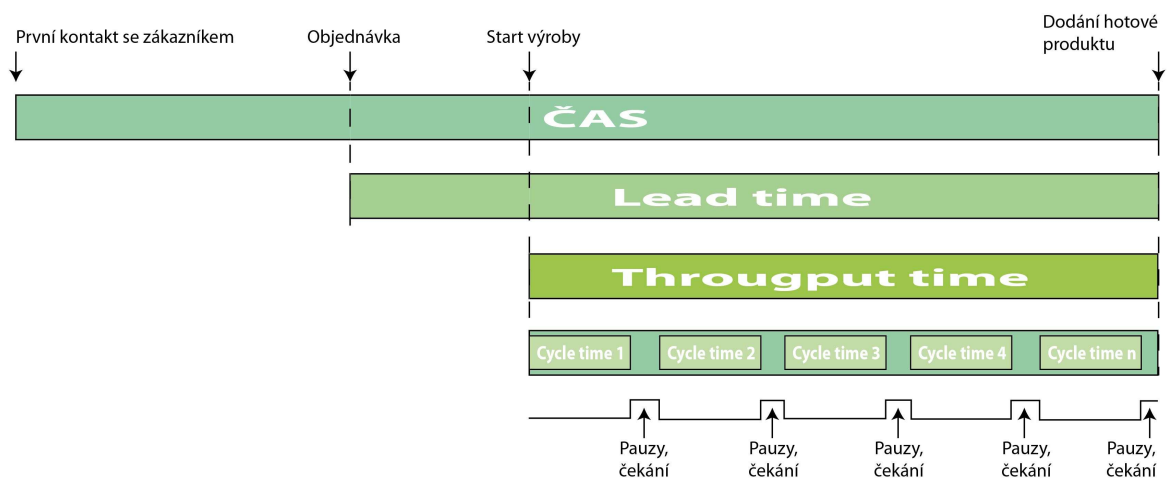 První kontakt se zákazníkem
Objednávka
Start výroby
Dodání hotové
produktu
ČAS
Lead time
Througput time
Cycle time 1
Cycle time 2
Cycle time 3
Cycle time 4
Cycle time n
Pauzy,
čekání
Pauzy,
čekání
Pauzy,
čekání
Pauzy,
čekání
Pauzy,
čekání